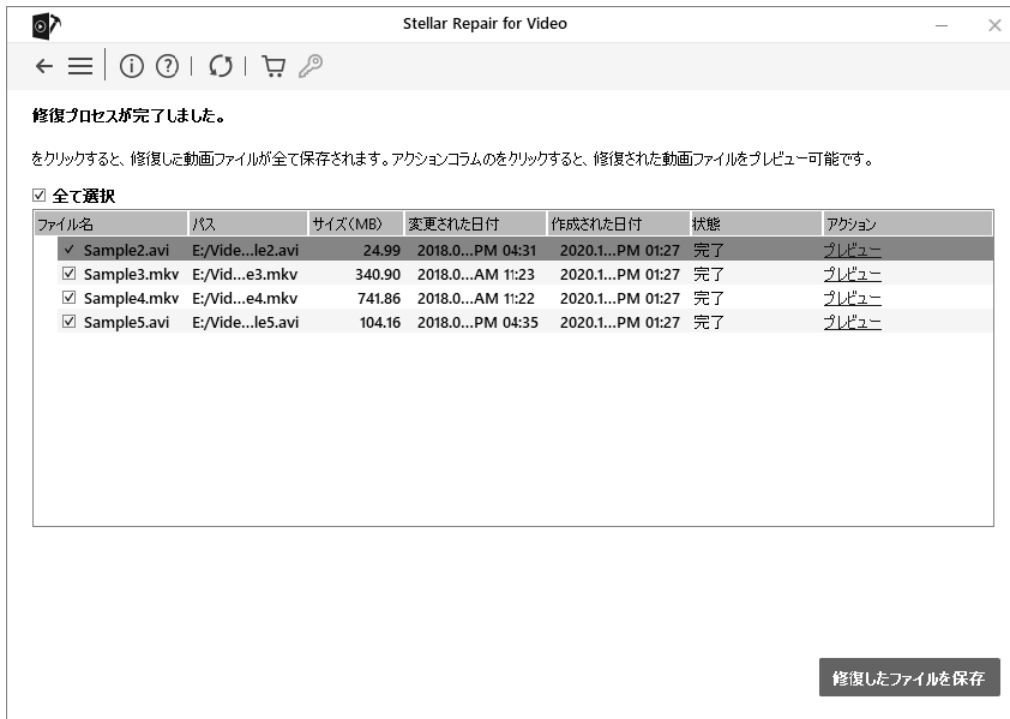 Stellar Repair for Video
修復プロセスが完了しました。
をクリックすると、修復した動画ファイルが全て保存されます。アクションコラムのをクリックすると、修復された動画ファイルをプレビュー可能です。
全て選択
ファイル名 パス サイズ(MB) 変更された日付 作成された日付 状態 アクション
Sample2.avi E:/Vide...le2.avi 24.99 2018.0...PM 04:31 2020.1...PM 01:27 完了 プレビュー
Sample3.mkv E:/Vid...e3.mkv 340.90 2018.0...AM 11:23 2020.1...PM 01:27 完了 プレビュー
Sample4.mkv E:/Vid...e4.mkv 741.86 2018.0...AM 11:22 2020.1...PM 01:27 完了 プレビュー
Sample5.avi E:/Vide...le5.avi 104.16 2018.0...PM 04:35 2020.1...PM 01:27 完了 プレビュー
修復したファイルを保存